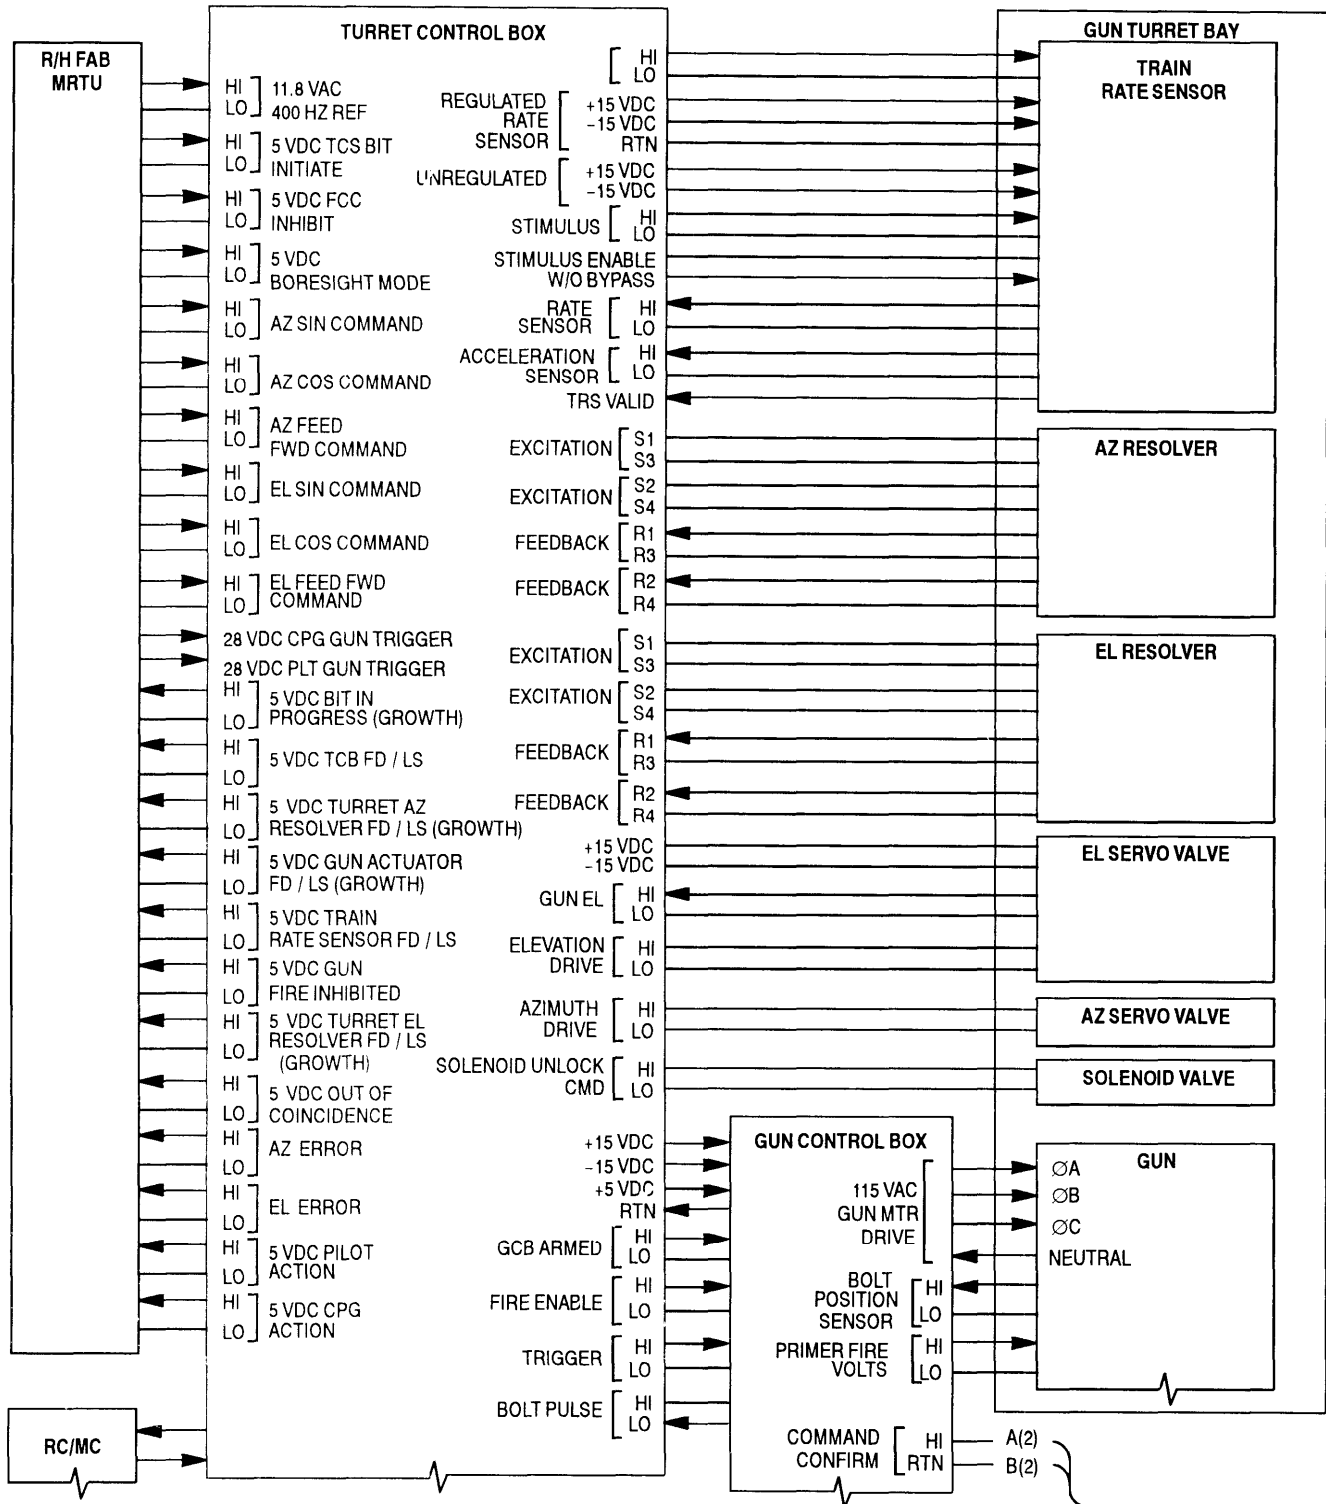 R/H FAB
MRTU
TURRET CONTROL BOX
HI
LO
11.8 VAC
400 HZ REF
HI
LO
5 VDC TCS BIT
INITIATE
HI
LO
5 VDC FCC
INHIBIT
HI
LO
5 VDC
BORESIGHT MODE
HI
LO
AZ SIN COMMAND
HI
LO
AZ COS COMMAND
HI
LO
AZ FEED
FWD COMMAND
HI
LO
EL SIN COMMAND
HI
LO
EL COS COMMAND
HI
LO
EL FEED FWD
COMMAND
28 VDC CPG GUN TRIGGER
28 VDC PLT GUN TRIGGER
HI
LO
5 VDC BIT IN
PROGRESS (GROWTH)
HI
LO
5 VDC TCB FD / LS
HI
LO
5 VDC TURRET AZ
RESOLVER FD / LS (GROWTH)
HI
LO
5 VDC GUN ACTUATOR
FD / LS (GROWTH)
HI
LO
5 VDC TRAIN
RATE SENSOR FD / LS
HI
LO
5 VDC GUN
FIRE INHIBITED
HI
LO
5 VDC TURRET EL
RESOLVER FD / LS
(GROWTH)
HI
LO
5 VDC OUT OF
COINCIDENCE
HI
LO
AZ ERROR
HI
LO
EL ERROR
HI
LO
5 VDC PILOT
ACTION
HI
LO
5 VDC CPG
ACTION
HI
LO
REGULATED
RATE
SENSOR
+15 VDC
-15 VDC
RTN
UNREGULATED
+15 VDC
-15 VDC
STIMULUS
HI
LO
STIMULUS ENABLE
W/O BYPASS
RATE
SENSOR
HI
LO
ACCELERATION
SENSOR
HI
LO
TRS VALID
EXCITATION
S1
S3
EXCITATION
S2
S4
FEEDBACK
R1
R3
FEEDBACK
R2
R4
EXCITATION
S1
S3
EXCITATION
S2
S4
FEEDBACK
R1
R3
FEEDBACK
R2
R4
+15 VDC
-15 VDC
GUN EL
HI
LO
ELEVATION
DRIVE
HI
LO
AZIMUTH
DRIVE
HI
LO
SOLENOID UNLOCK
CMD
HI
LO
+15 VDC
-15 VDC
+5 VDC
RTN
GCB ARMED
HI
LO
FIRE ENABLE
HI
LO
TRIGGER
HI
LO
BOLT PULSE
HI
LO
GUN TURRET BAY
TRAIN
RATE SENSOR
AZ RESOLVER
EL RESOLVER
EL SERVO VALVE
AZ SERVO VALVE
SOLENOID VALVE
GUN CONTROL BOX
115 VAC
GUN MTR
DRIVE
BOLT
POSITION
SENSOR
HI
LO
PRIMER FIRE
VOLTS
HI
LO
COMMAND
CONFIRM
HI
RTN
GUN
∅A
∅B
∅C
NEUTRAL
A(2)
B(2)
RC/MC